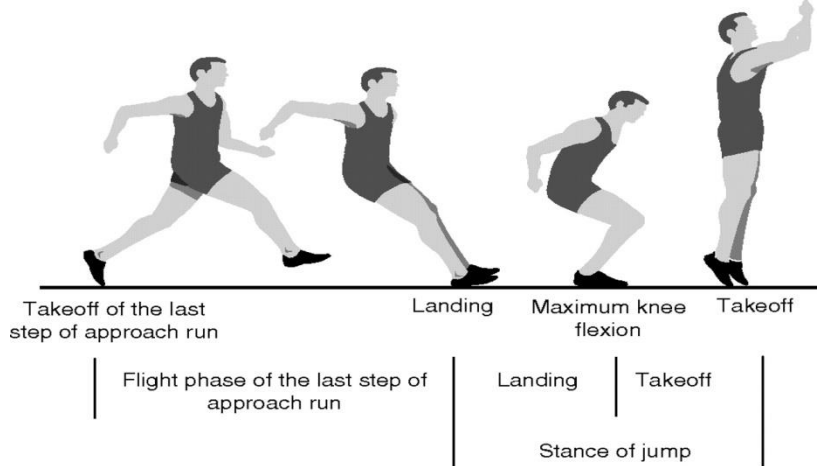 Takeoff of the last
step of approach run
Landing
Maximum knee
flexion
Takeoff
Flight phase of the last step of
approach run
Landing
Takeoff
Stance of jump